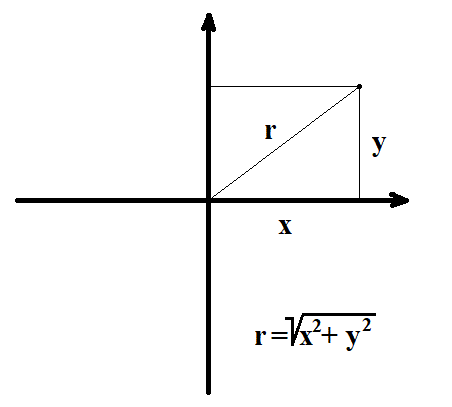 r
y
x
r = √x² + y²